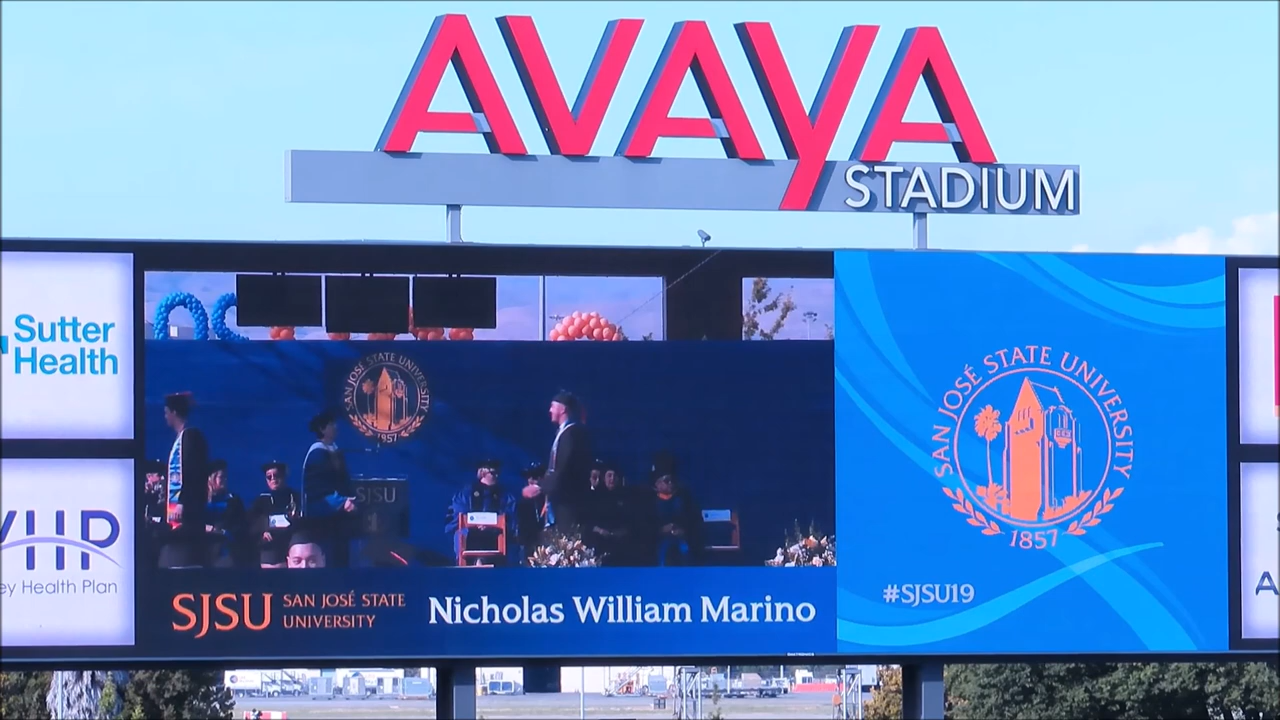 AVAYA
STADIUM
Sutter
Health
SAN JOSÉ STATE UNIVERSITY
1857
SJSU
SJSU
SAN JOSÉ STATE
UNIVERSITY
Nicholas William Marino
SAN JOSÉ STATE UNIVERSITY
1857
#SJSU19
Health Plan